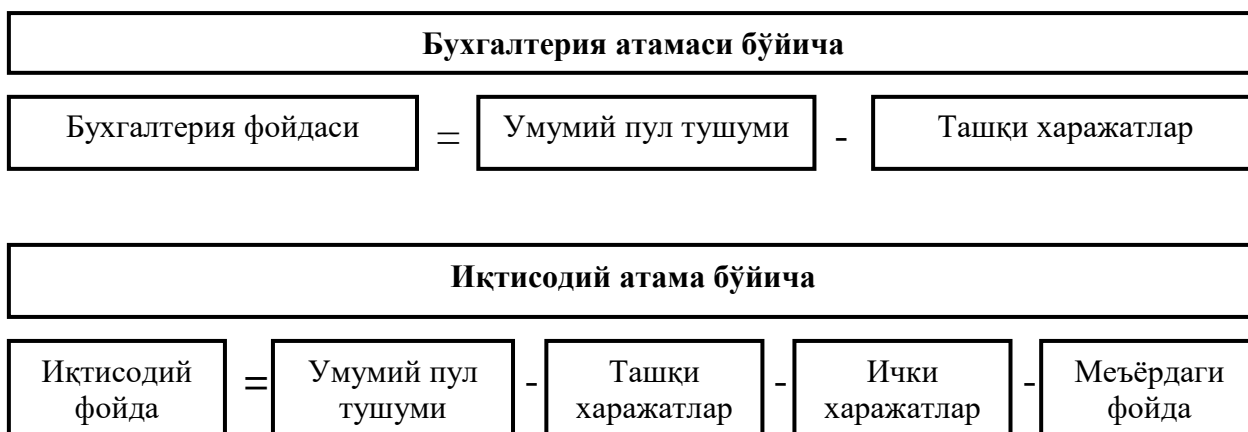 Бухгалтерия атамаси бўйича
Бухгалтерия фойдаси = Умумий пул тушуми - Ташқи харажатлар
Иқтисодий атама бўйича
Иқтисодий фойда = Умумий пул тушуми - Ташқи харажатлар - Ички харажатлар - Меъёрдаги фойда